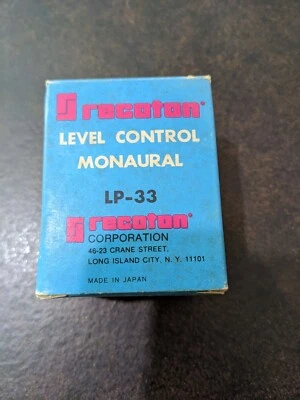 recoton®
LEVEL CONTROL
MONAURAL
LP-33
recoton®
CORPORATION
46-23 CRANE STREET,
LONG ISLAND CITY, N. Y. 11101
MADE IN JAPAN